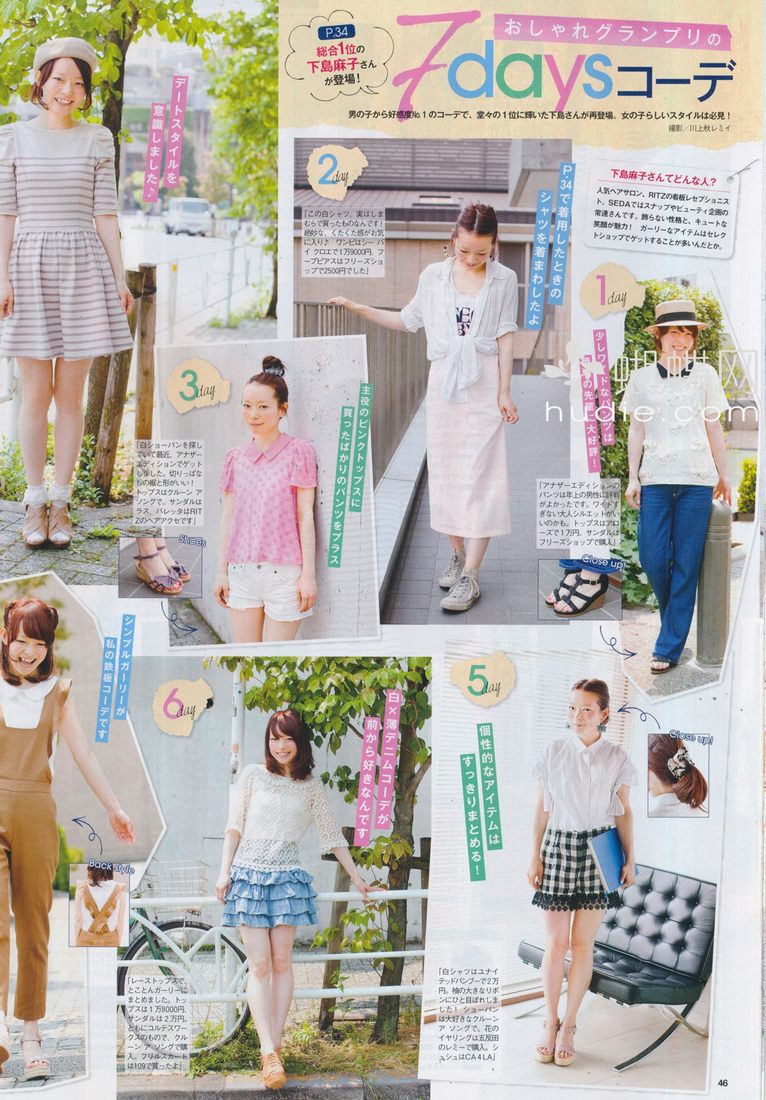 P.34
総合1位の
下島麻子さん
が登場!
おしゃれグランプリの
7daysコーデ
男の子から好感度No.1のコーデで、堂々の1位に輝いた下島さんが再登場。女の子らしいスタイルは必見!
撮影/川上秋レミイ
下島麻子さんてどんな人?
人気ヘアサロン、RITZの看板レセプショニス
ト。SEDAではスナップやビューティ企画の
常連さんです。飾らない性格と、キュートな
笑顔が魅力! ガーリーなアイテムはセレク
トショップでゲットすることが多いんだとか。
1day
少しワイドなパンツは
大好評!
「アナザーエディションの
パンツは年上の男性に評判
がよかったです。ワイドす
ぎない大人シルエットがい
いのかも。トップスはアロー
ズで1万円、サンダルは
フリーズショップで購入」
Close up!
2day
P.34で着用したときの
シャツを着まわしたよ
「この白シャツ、実はしま
むらで買ったものなんです!
絶妙な、くたくた感がお気
に入り♪ ワンピはシー バ
イ クロエで1万9000円、フ
ープピアスはフリーズショッ
プで2500円でした」
3day
主役のピンクトップスに
買ったばかりのパンツをプラス
「白ショーパンを探し
ていて最近、アナザー
エディションでゲット
しました。切りっぱな
しの裾と形がいい!
トップスはクルーン ア
ソングで。サンダルは
ラス、バレッタはRIT
Zのヘアアクセです」
Shoes
デートスタイルを
意識しました♪
5day
個性的なアイテムは
すっきりまとめる!
Close up!
「白シャツはユナイ
テッドバンブーで2万
円。袖の大きなリボ
ンにひと目ぼれしま
した! ショーパン
は大好きなクルーン
ア ソングで。花の
イヤリングは五反田
のレミーで購入。シ
ュシュはCA4LA」
6day
白×薄デニムコーデが
前から好きなんです
「レーストップスで
とことんガーリーに
まとめました。トッ
プスは1万8000円、
サンダルは2万円。
ともにコルテスワー
クスのもので、クル
ーン ア ソングで購
入。フリルスカート
は109で買ったよ」
シンプルガーリーが
私の鉄板コーデです
Back style
蝴蝶网
hudie.com
46